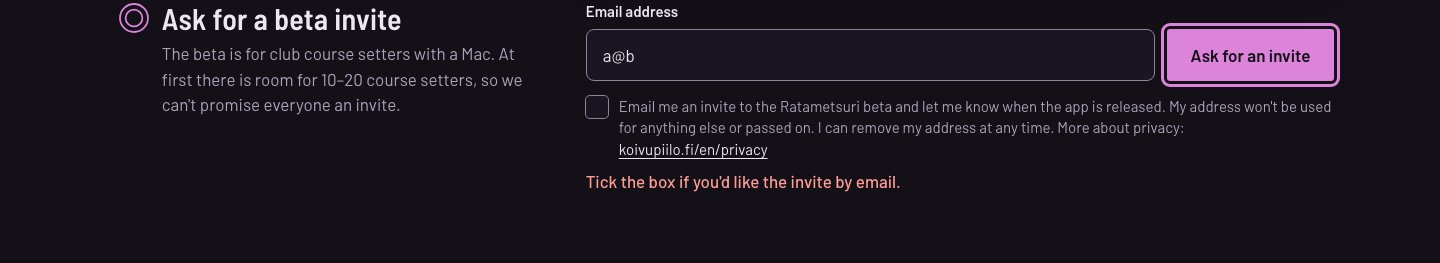 Ask for a beta invite
The beta is for club course setters with a Mac. At
first there is room for 10–20 course setters, so we
can't promise everyone an invite.
Email address
a@b
Ask for an invite
Email me an invite to the Ratametsuri beta and let me know when the app is released. My address won't be used
for anything else or passed on. I can remove my address at any time. More about privacy:
koivupiilo.fi/en/privacy
Tick the box if you'd like the invite by email.